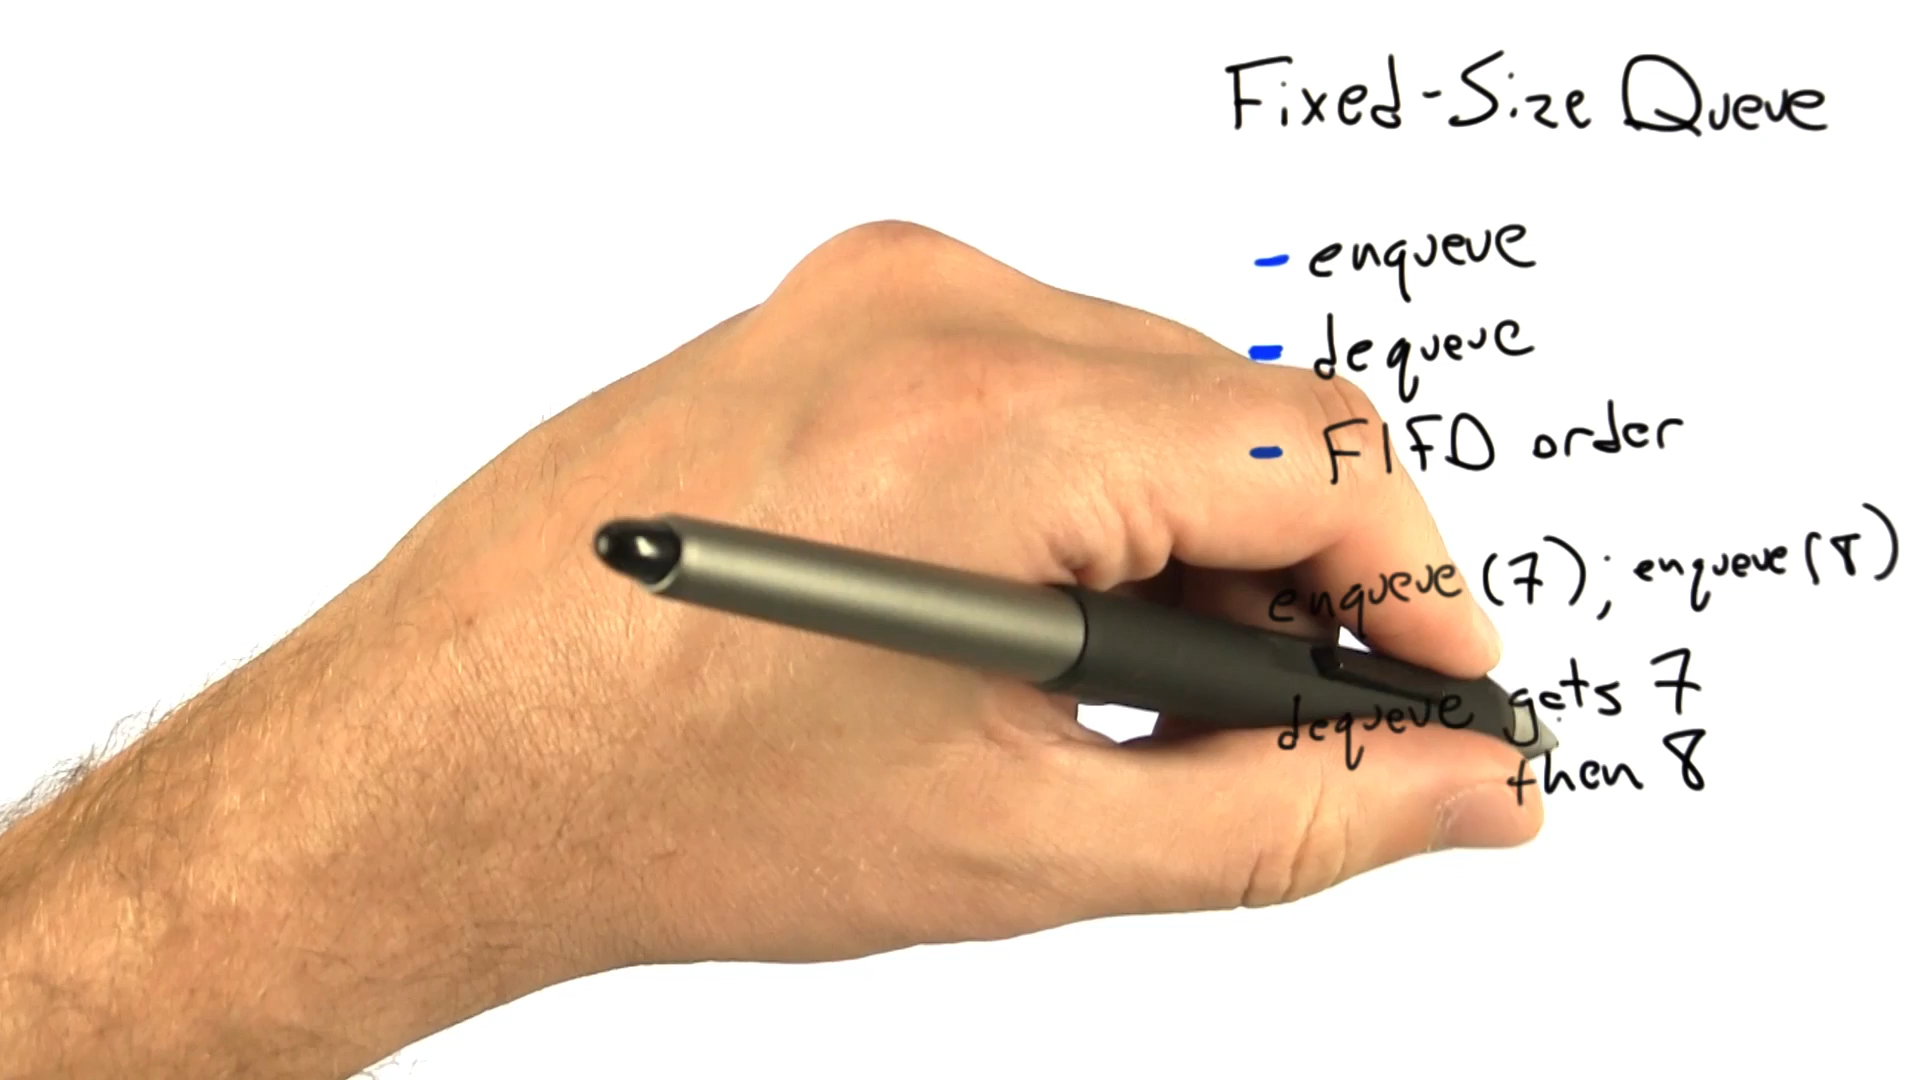 Fixed-Size Queue
- enqueue
- dequeue
- FIFO order
enqueue (7); enqueue (8)
dequeue gets 7
then 8